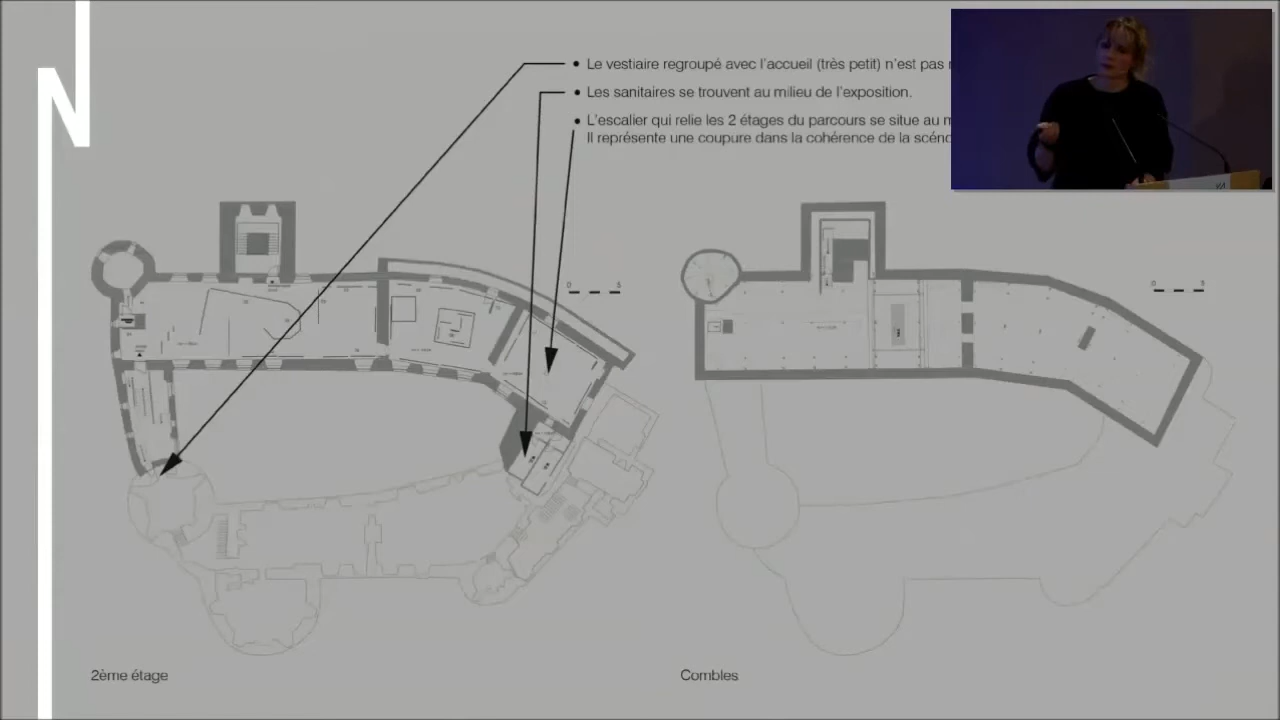 N
Le vestiaire regroupé avec l'accueil (très petit) n'est pas
Les sanitaires se trouvent au milieu de l'exposition.
L'escalier qui relie les 2 étages du parcours se situe au
Il représente une coupure dans la cohérence de la
0 5
0 5
2ème étage
Combles